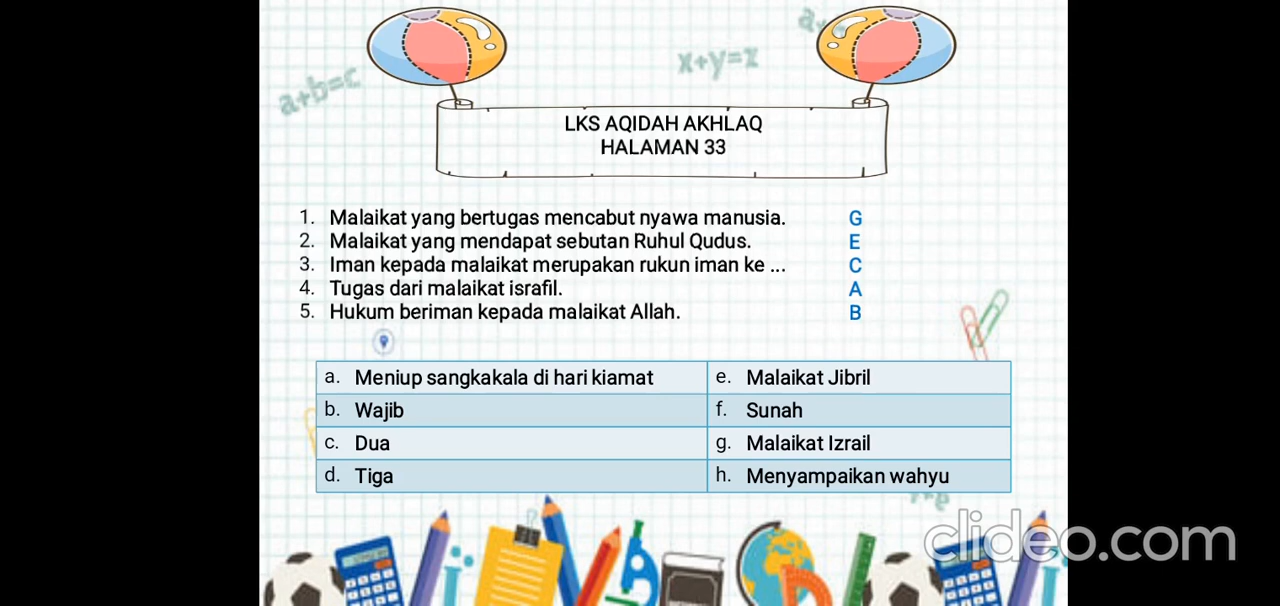 a+b=c
x+y=z
LKS AQIDAH AKHLAQ
HALAMAN 33
1. Malaikat yang bertugas mencabut nyawa manusia. G
2. Malaikat yang mendapat sebutan Ruhul Qudus. E
3. Iman kepada malaikat merupakan rukun iman ke ... C
4. Tugas dari malaikat israfil. A
5. Hukum beriman kepada malaikat Allah. B
a. Meniup sangkakala di hari kiamat e. Malaikat Jibril
b. Wajib f. Sunah
c. Dua g. Malaikat Izrail
d. Tiga h. Menyampaikan wahyu
clideo.com